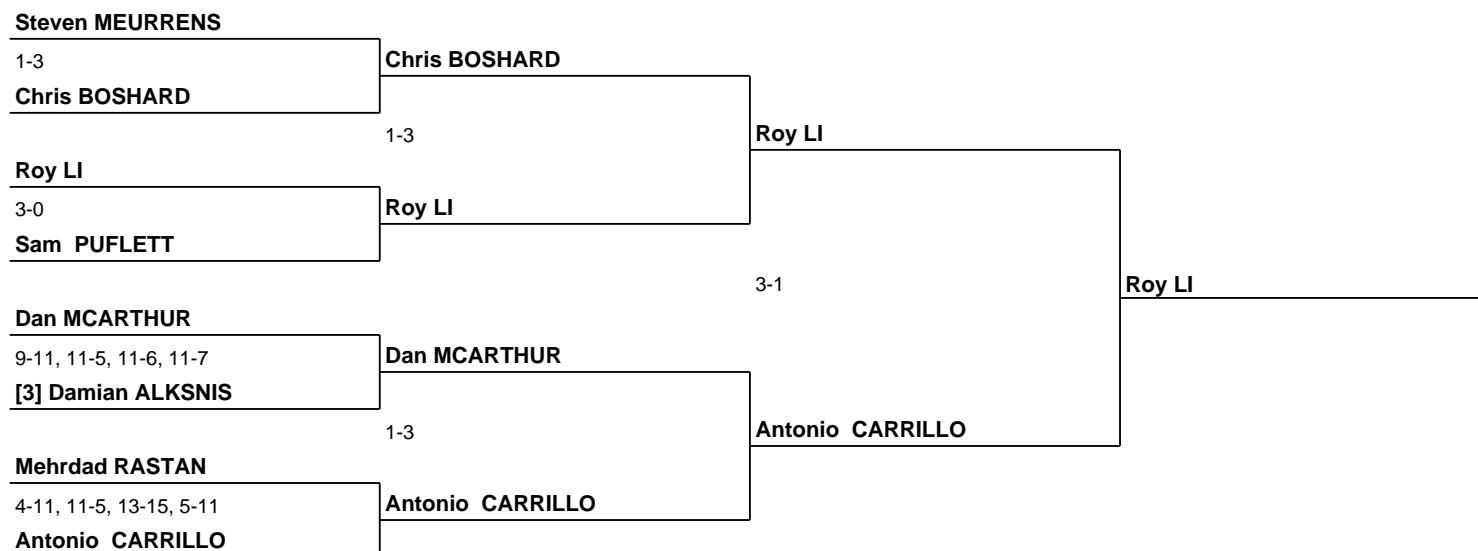 Steven MEURRENS
1-3
Chris BOSHARD
Chris BOSHARD
1-3
Roy LI
Roy LI
3-0
Roy LI
Sam PUFLETT
3-1
Roy LI
Dan MCARTHUR
9-11, 11-5, 11-6, 11-7
Dan MCARTHUR
[3] Damian ALKSNIS
1-3
Antonio CARRILLO
Mehrdad RASTAN
4-11, 11-5, 13-15, 5-11
Antonio CARRILLO
Antonio CARRILLO